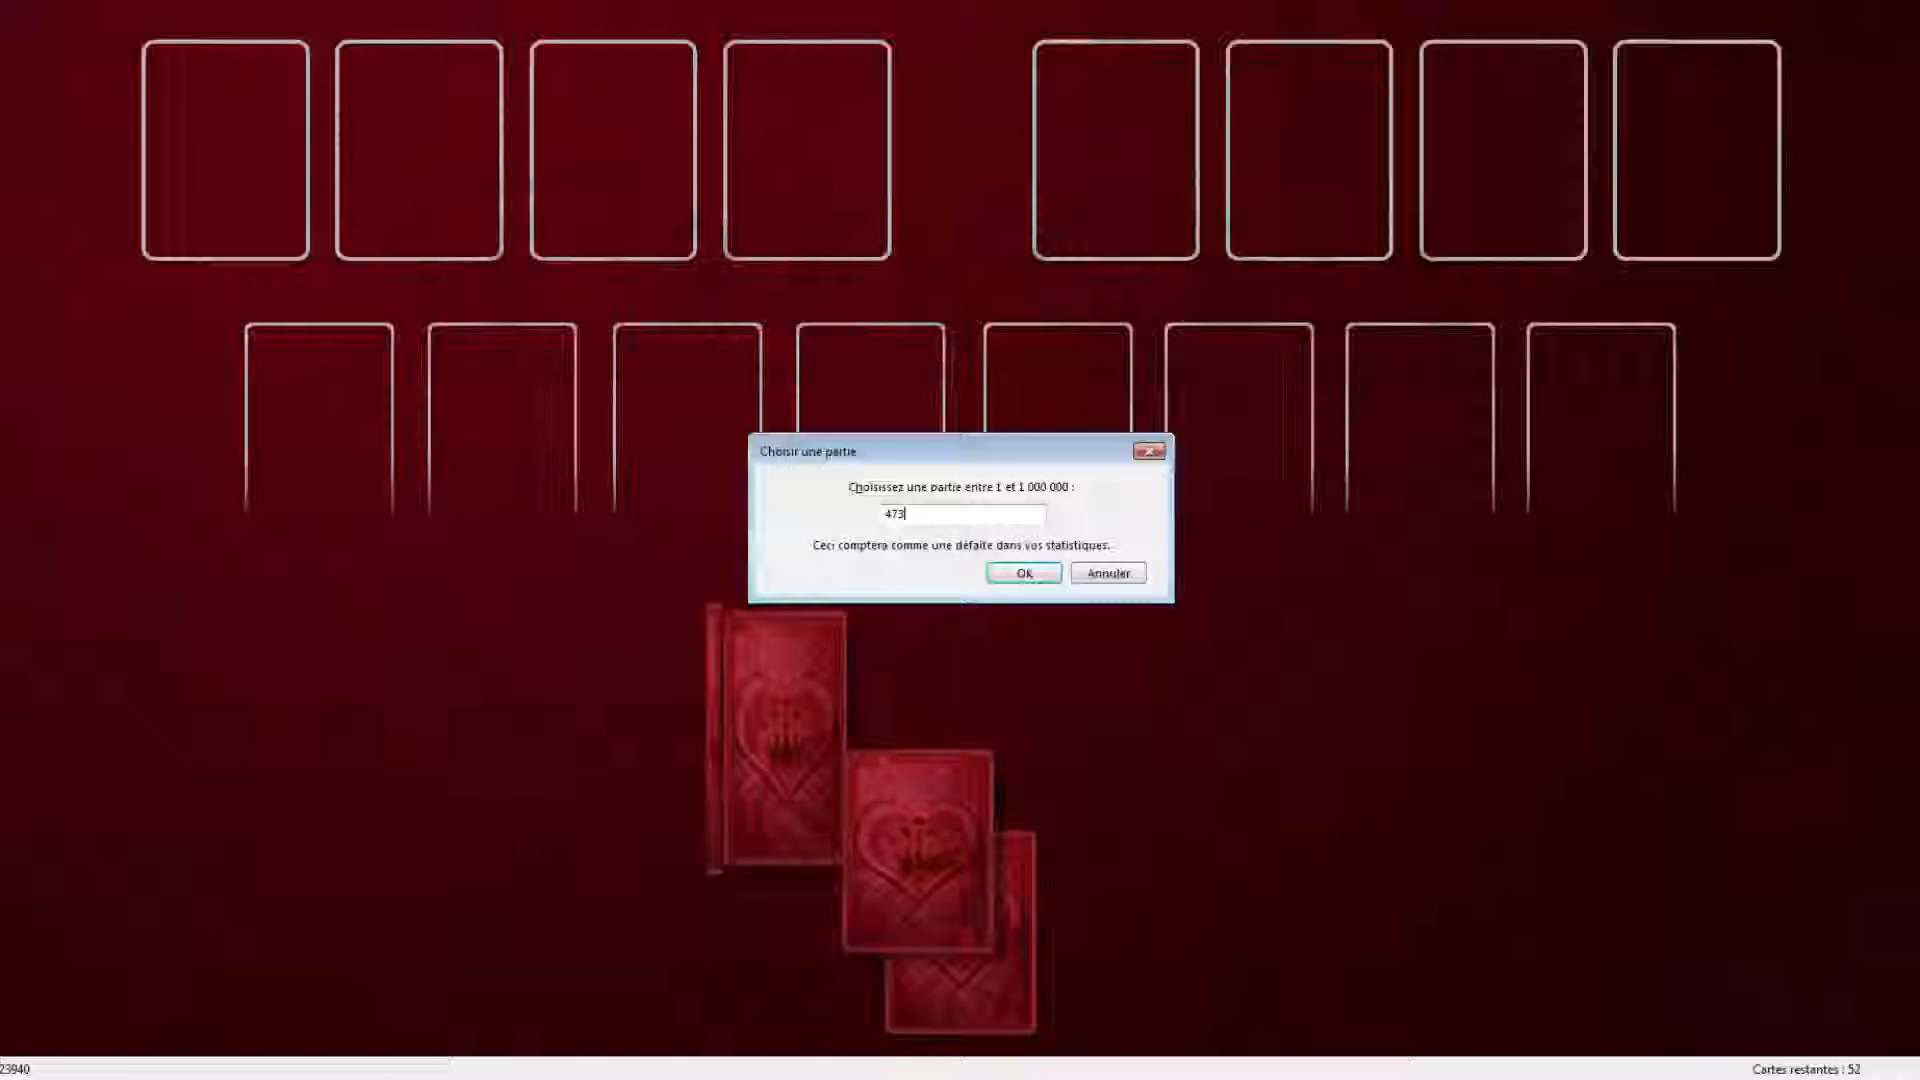 Choisir une partie
Choisissez une partie entre 1 et 1 000 000 :
473
Ceci comptera comme une défaite dans vos statistiques.
OK Annuler
23940 Cartes restantes : 52